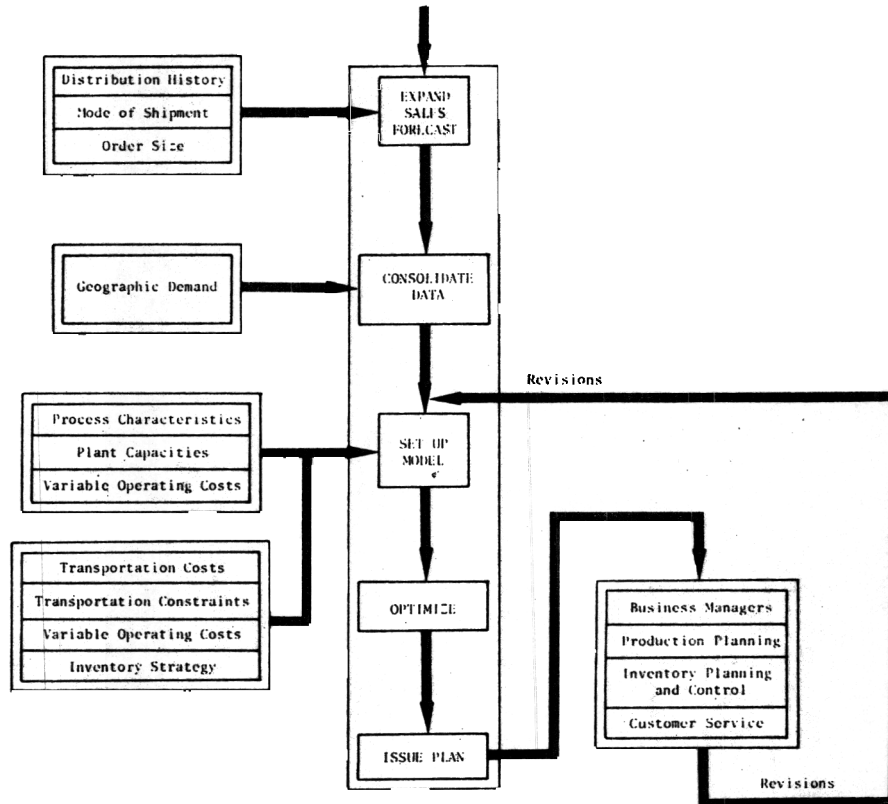 Distribution History
Mode of Shipment
Order Size
EXPAND
SALES
FORECAST
Geographic Demand
CONSOLIDATE
DATA
Revisions
Process Characteristics
Plant Capacities
Variable Operating Costs
SET UP
MODEL
Transportation Costs
Transportation Constraints
Variable Operating Costs
Inventory Strategy
OPTIMIZE
Business Managers
Production Planning
Inventory Planning
and Control
Customer Service
ISSUE PLAN
Revisions